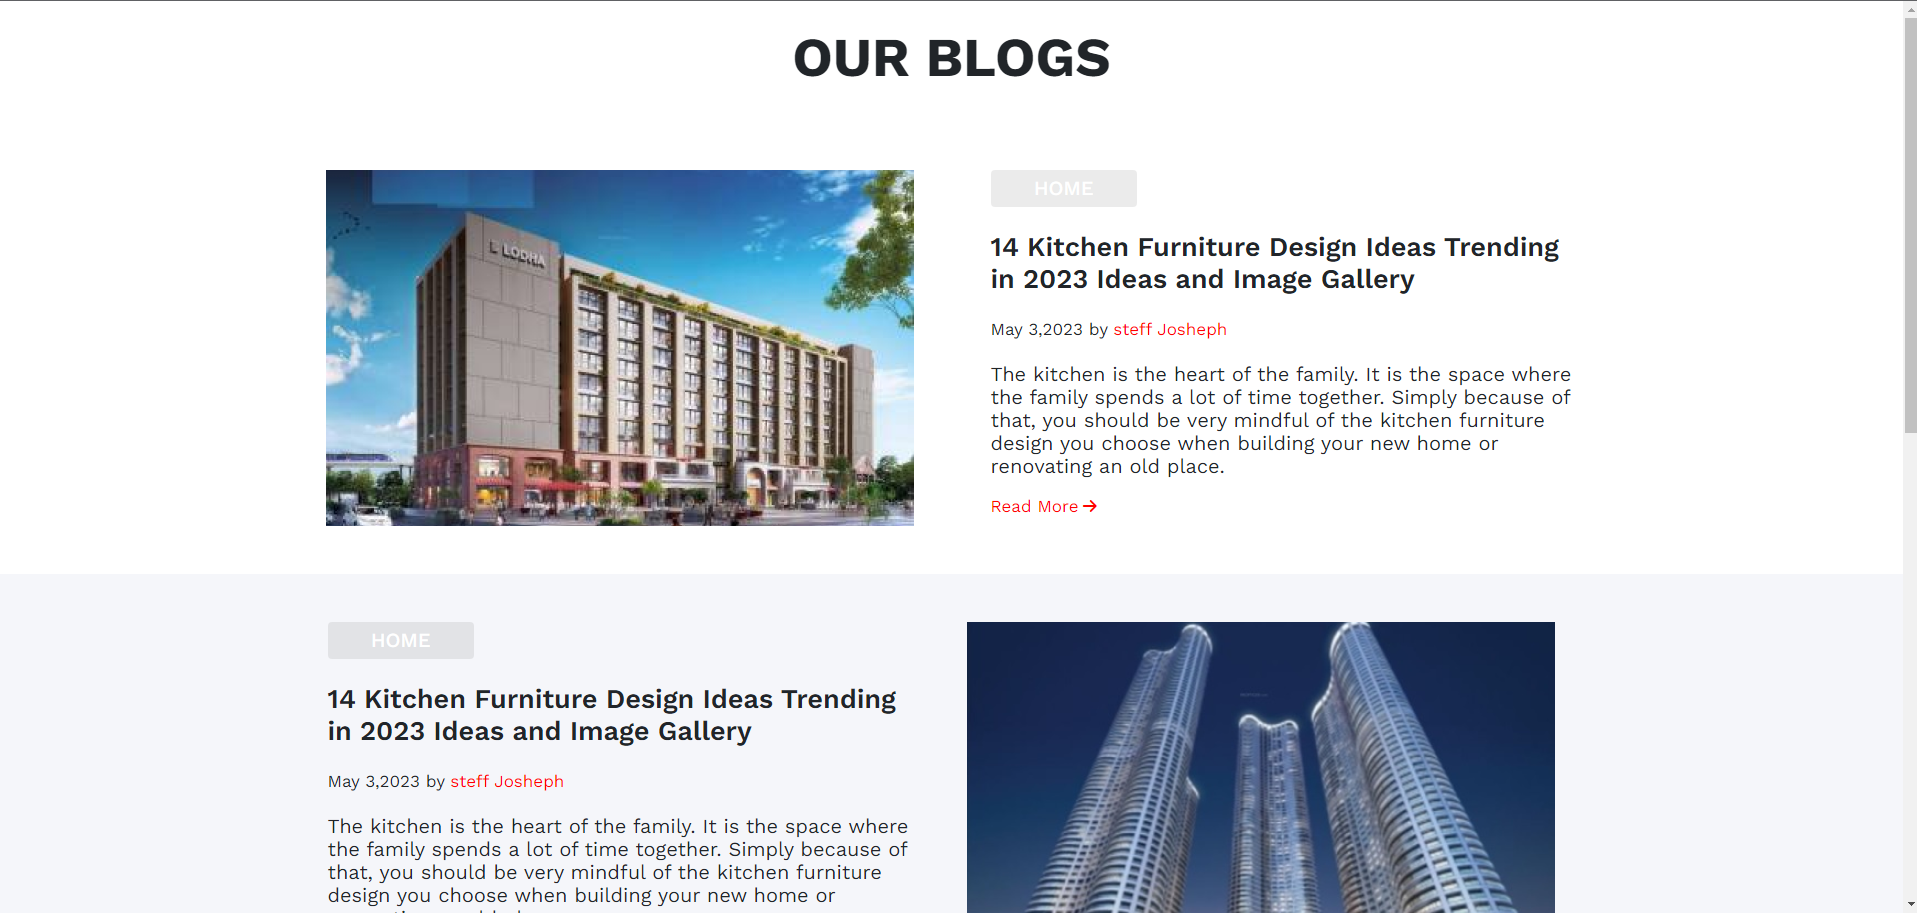 OUR BLOGS
LODHA
HOME
14 Kitchen Furniture Design Ideas Trending
in 2023 Ideas and Image Gallery
May 3,2023 by steff Josheph
The kitchen is the heart of the family. It is the space where
the family spends a lot of time together. Simply because of
that, you should be very mindful of the kitchen furniture
design you choose when building your new home or
renovating an old place.
Read More
HOME
14 Kitchen Furniture Design Ideas Trending
in 2023 Ideas and Image Gallery
May 3,2023 by steff Josheph
The kitchen is the heart of the family. It is the space where
the family spends a lot of time together. Simply because of
that, you should be very mindful of the kitchen furniture
design you choose when building your new home or